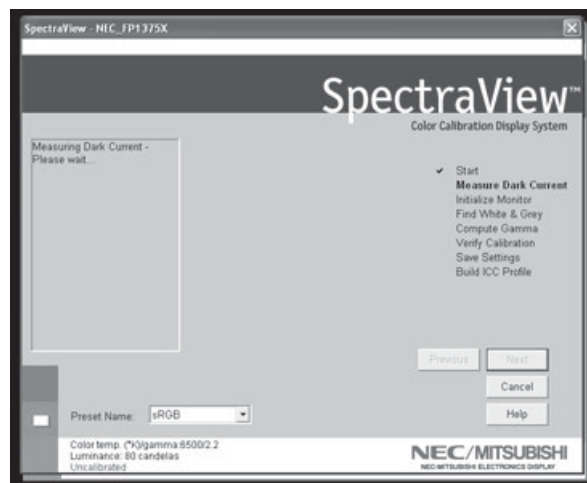 SpectraView - NEC_FP1375X
SpectraView™
Color Calibration Display System
Measuring Dark Current -
Please wait...
✔ Start
Measure Dark Current
Initialize Monitor
Find White & Grey
Compute Gamma
Verify Calibration
Save Settings
Build ICC Profile
Previous Next
Cancel
Preset Name: sRGB
Help
Color temp. (°K)/gamma:6500/2.2
Luminance: 80 candelas
Uncalibrated
NEC/MITSUBISHI
NEC-MITSUBISHI ELECTRONICS DISPLAY